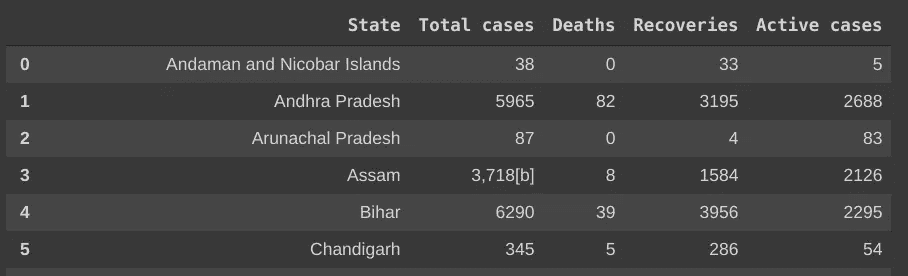 State Total cases Deaths Recoveries Active cases
0 Andaman and Nicobar Islands 38 0 33 5
1 Andhra Pradesh 5965 82 3195 2688
2 Arunachal Pradesh 87 0 4 83
3 Assam 3,718[b] 8 1584 2126
4 Bihar 6290 39 3956 2295
5 Chandigarh 345 5 286 54